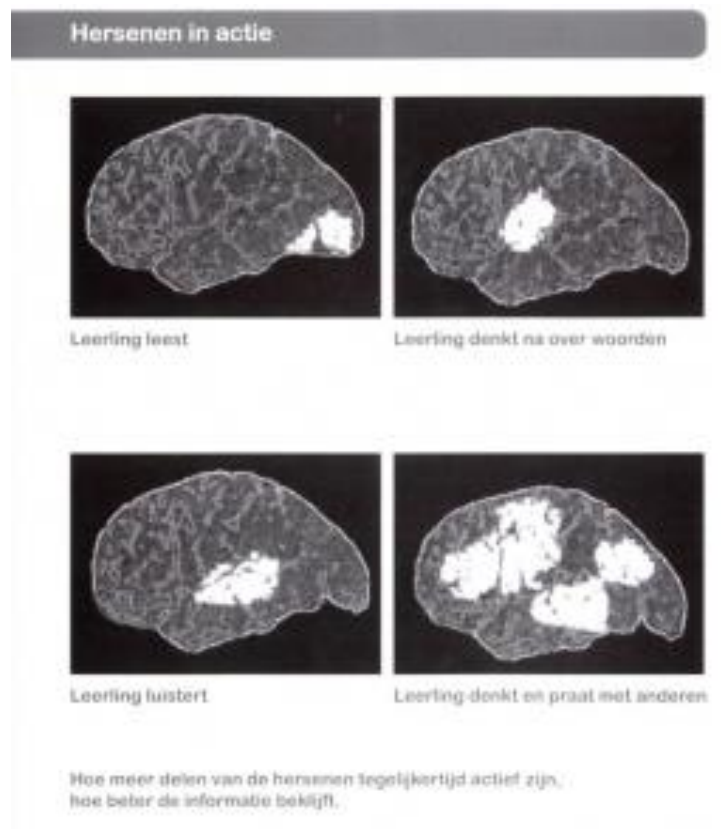 Hersenen in actie
Leerling leest
Leerling denkt na over woorden
Leerling luistert
Leerling denkt en praat met anderen
Hoe meer delen van de hersenen tegelijkertijd actief zijn,
hoe beter de informatie beklijft.